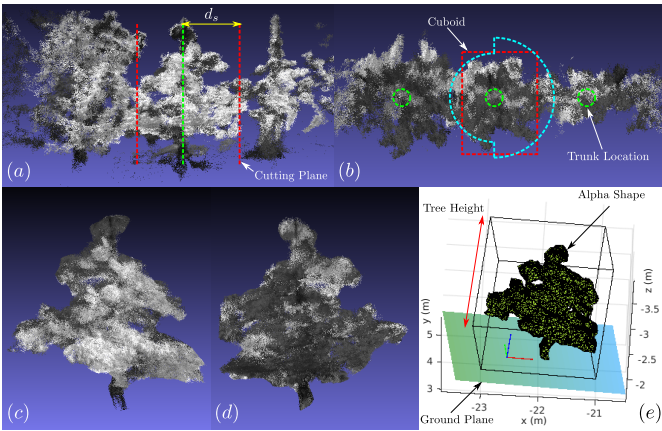 d_s
Cuboid
(a)
Cutting Plane
(b)
Trunk Location
(c)
(d)
Tree Height
Alpha Shape
y (m)
5
4
3
z (m)
-3.5
-3
-2.5
-2
-23
-22
-21
x (m)
Ground Plane
(e)